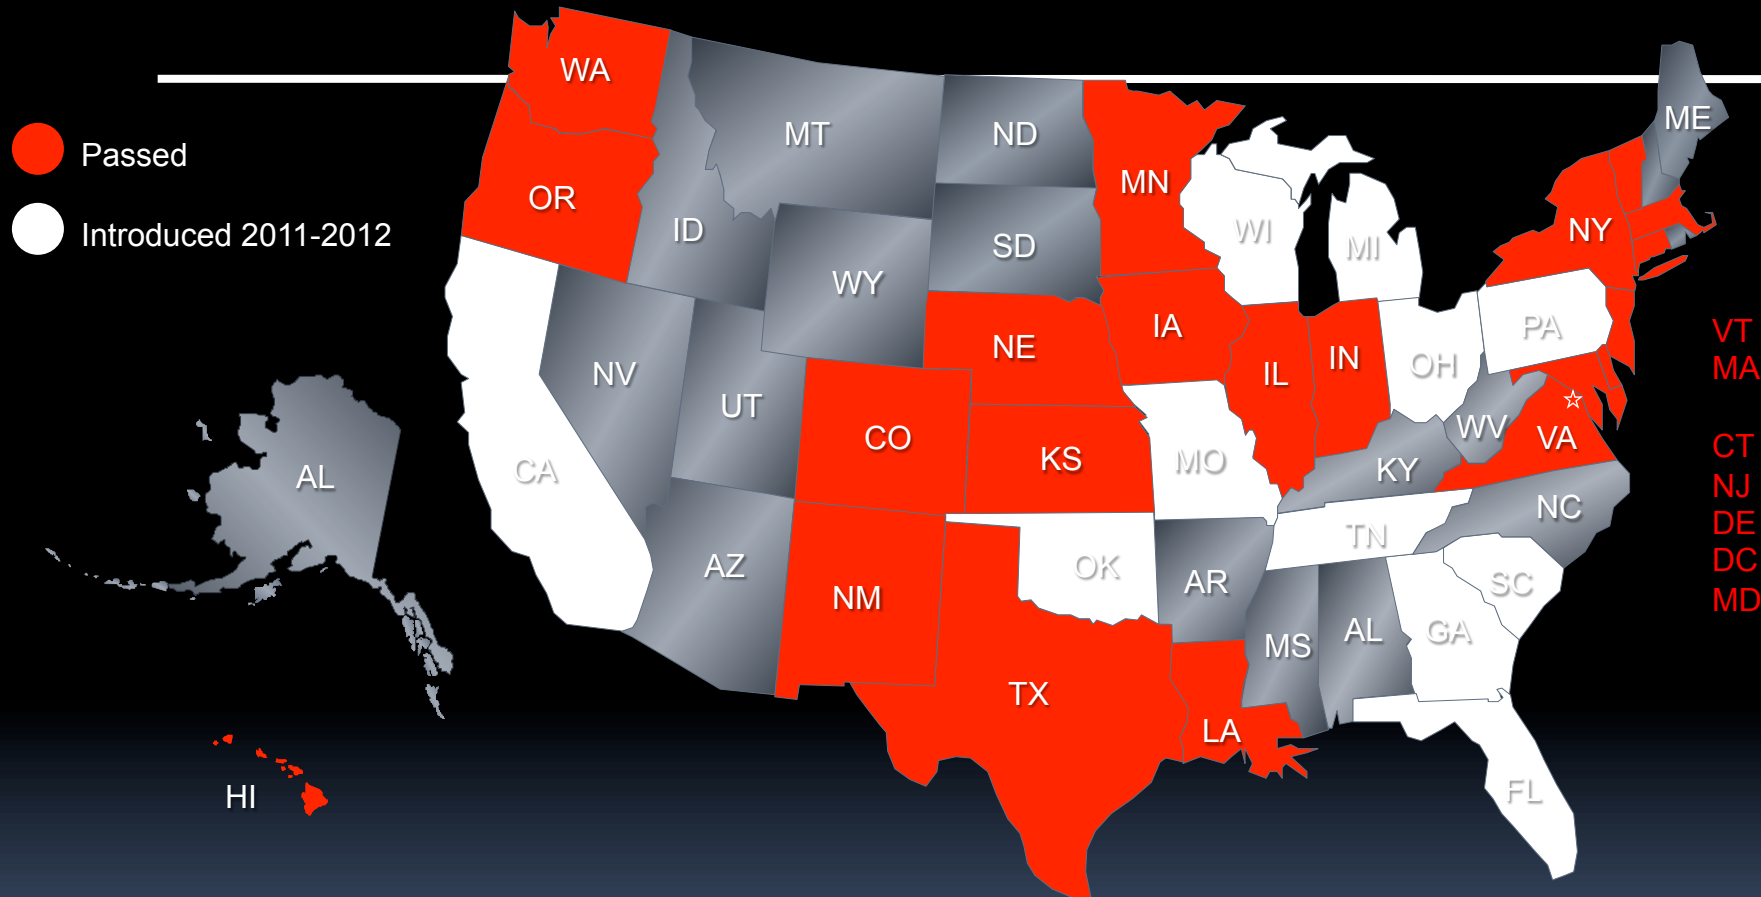 WA
ME
MT
ND
Passed
MN
OR
NY
ID
WI
Introduced 2011-2012
SD
MI
WY
IA
PA
VT
NE
IN
OH
MA
NV
IL
UT
WV
CO
VA
CT
KS
MO
KY
CA
AL
NJ
NC
DE
TN
DC
AZ
OK
AR
SC
NM
MD
AL
GA
MS
TX
LA
FL
HI